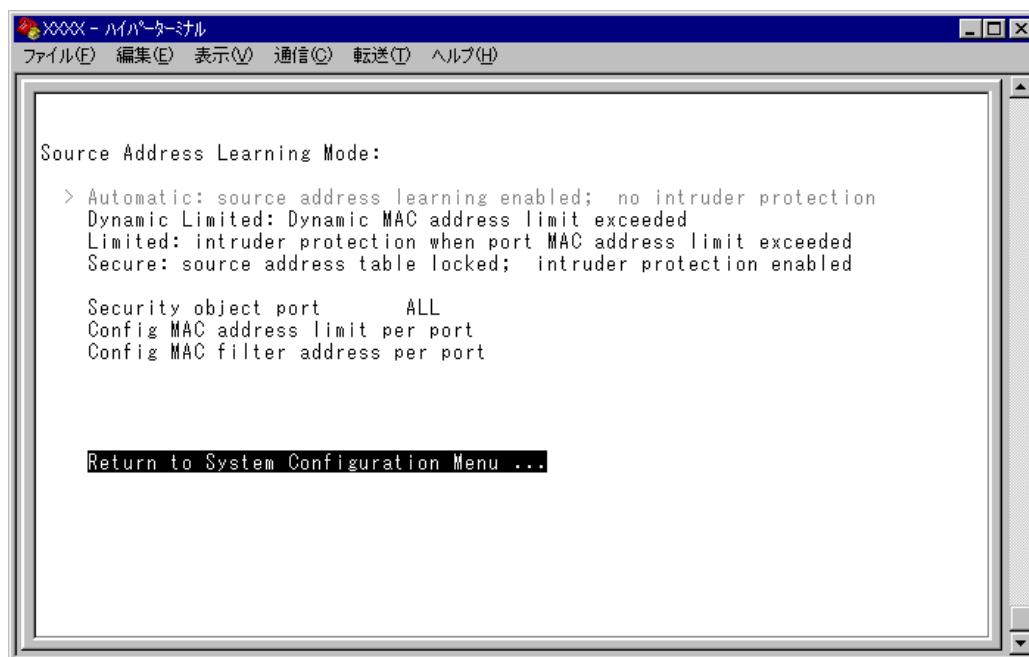 XXXX - ﾊｲﾊﾟｰﾀｰﾐﾅﾙ
ファイル(F) 編集(E) 表示(V) 通信(C) 転送(T) ヘルプ(H)
Source Address Learning Mode:
> Automatic: source address learning enabled; no intruder protection
Dynamic Limited: Dynamic MAC address limit exceeded
Limited: intruder protection when port MAC address limit exceeded
Secure: source address table locked; intruder protection enabled
Security object port ALL
Config MAC address limit per port
Config MAC filter address per port
Return to System Configuration Menu ...